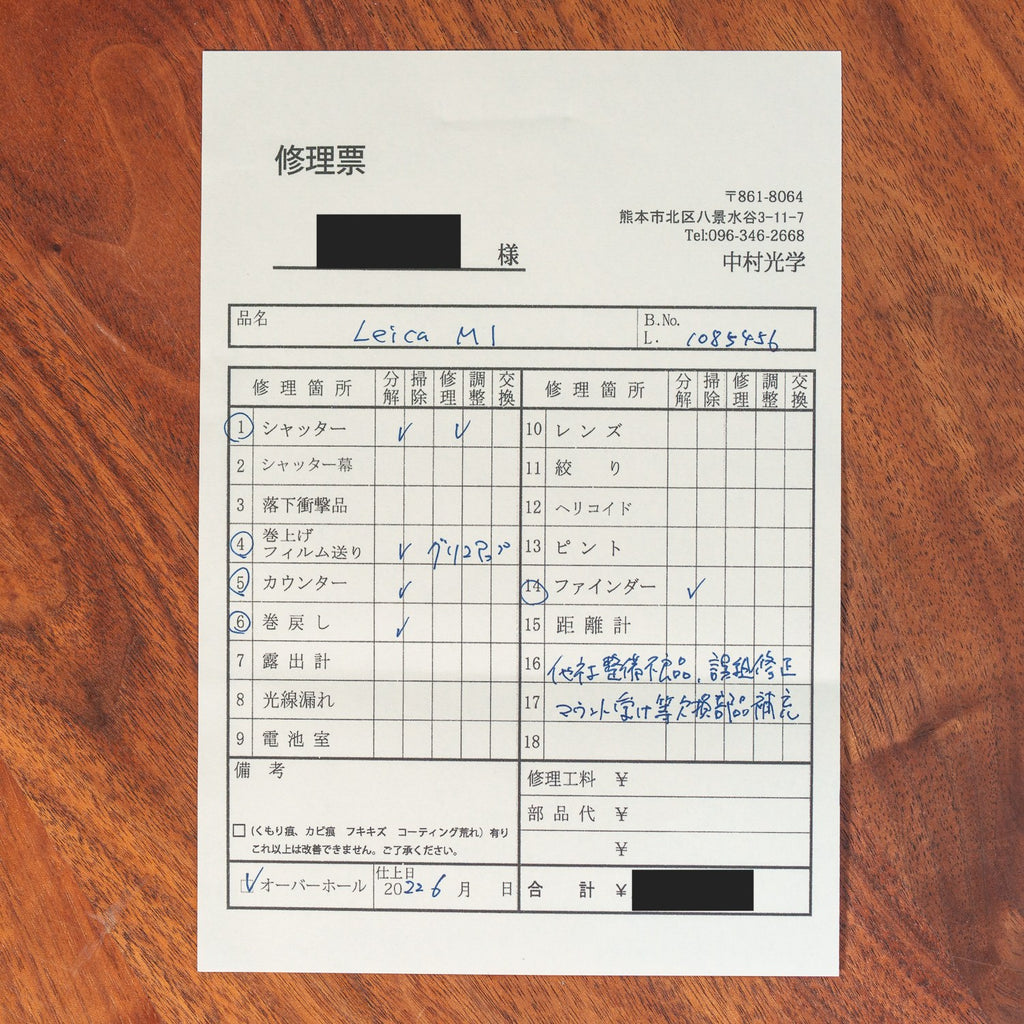 修理票
様
〒861-8064
熊本市北区八景水谷3-11-7
Tel:096-346-2668
中村光学
品名 Leica M1 B.No. L. 1085456
修理箇所 分解 掃除 修理 調整 交換 修理箇所 分解 掃除 修理 調整 交換
1 シャッター ✓ ✓
2 シャッター幕
3 落下衝撃品
4 巻上げ フィルム送り ✓ グリスアップ
5 カウンター ✓
6 巻戻し ✓
7 露出計
8 光線漏れ
9 電池室
10 レンズ
11 絞り
12 ヘリコイド
13 ピント
14 ファインダー ✓
15 距離計
16 他社整備不良品、誤組修正
17 マウント受け等欠損部品補充
18
備考
□(くもり痕、カビ痕 フキキズ コーティング荒れ)有り
これ以上は改善できません。ご了承ください。
✓オーバーホール
仕上日
2022 6月 日
修理工料 ¥
部品代 ¥
¥
合計 ¥